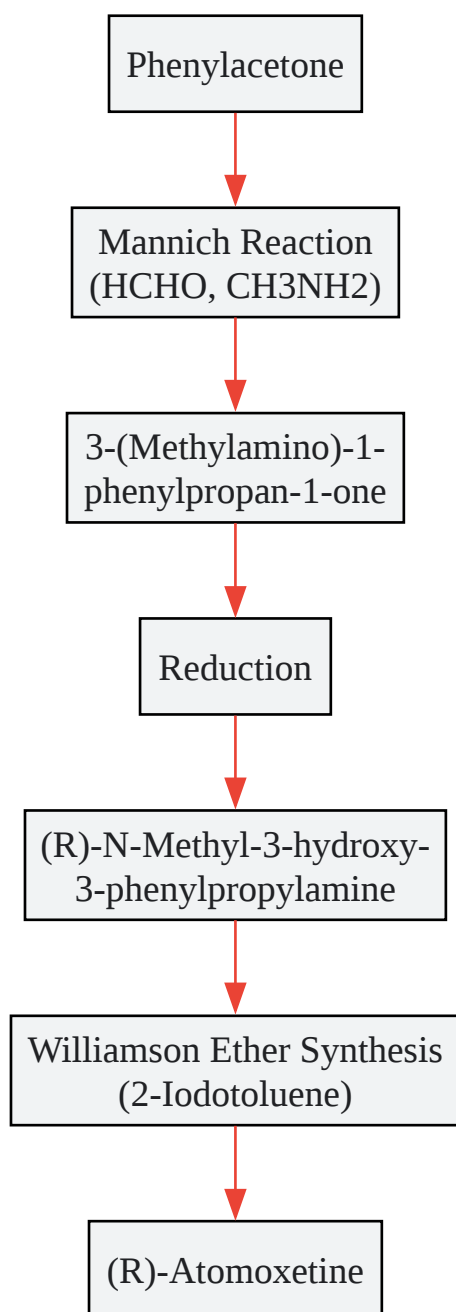 Phenylacetone
Mannich Reaction
(HCHO, CH3NH2)
3-(Methylamino)-1-
phenylpropan-1-one
Reduction
(R)-N-Methyl-3-hydroxy-
3-phenylpropylamine
Williamson Ether Synthesis
(2-Iodotoluene)
(R)-Atomoxetine